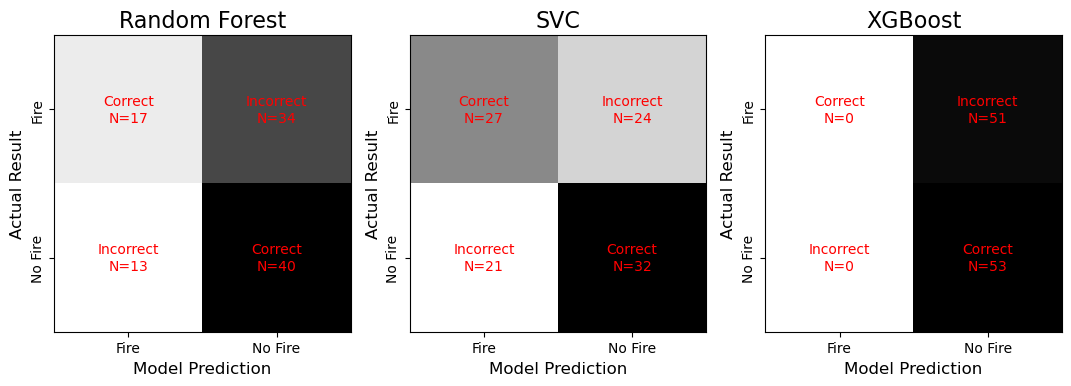 Random Forest
Actual Result
Fire
No Fire
Correct
N=17
Incorrect
N=34
Incorrect
N=13
Correct
N=40
Fire
No Fire
Model Prediction
SVC
Actual Result
Fire
No Fire
Correct
N=27
Incorrect
N=24
Incorrect
N=21
Correct
N=32
Fire
No Fire
Model Prediction
XGBoost
Actual Result
Fire
No Fire
Correct
N=0
Incorrect
N=51
Incorrect
N=0
Correct
N=53
Fire
No Fire
Model Prediction